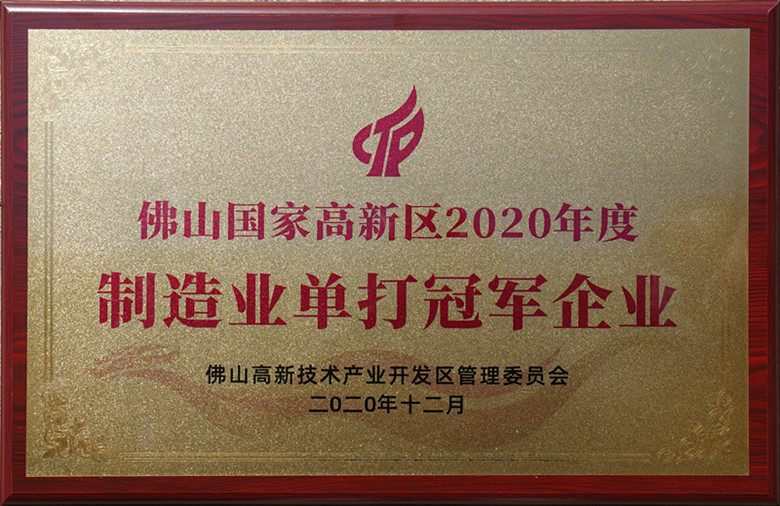 佛山国家高新区2020年度
制造业单打冠军企业
佛山高新技术产业开发区管理委员会
二0二0年十二月